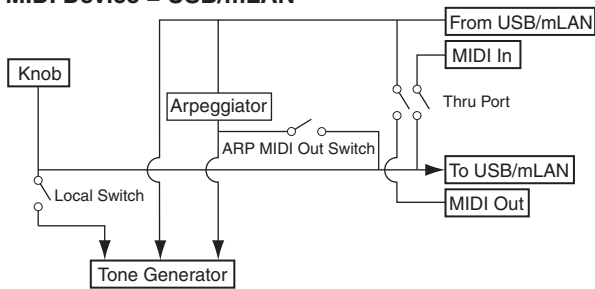 MIDI Device = USB/mLAN
From USB/mLAN
MIDI In
Knob
Thru Port
Arpeggiator
ARP MIDI Out Switch
To USB/mLAN
Local Switch
MIDI Out
Tone Generator